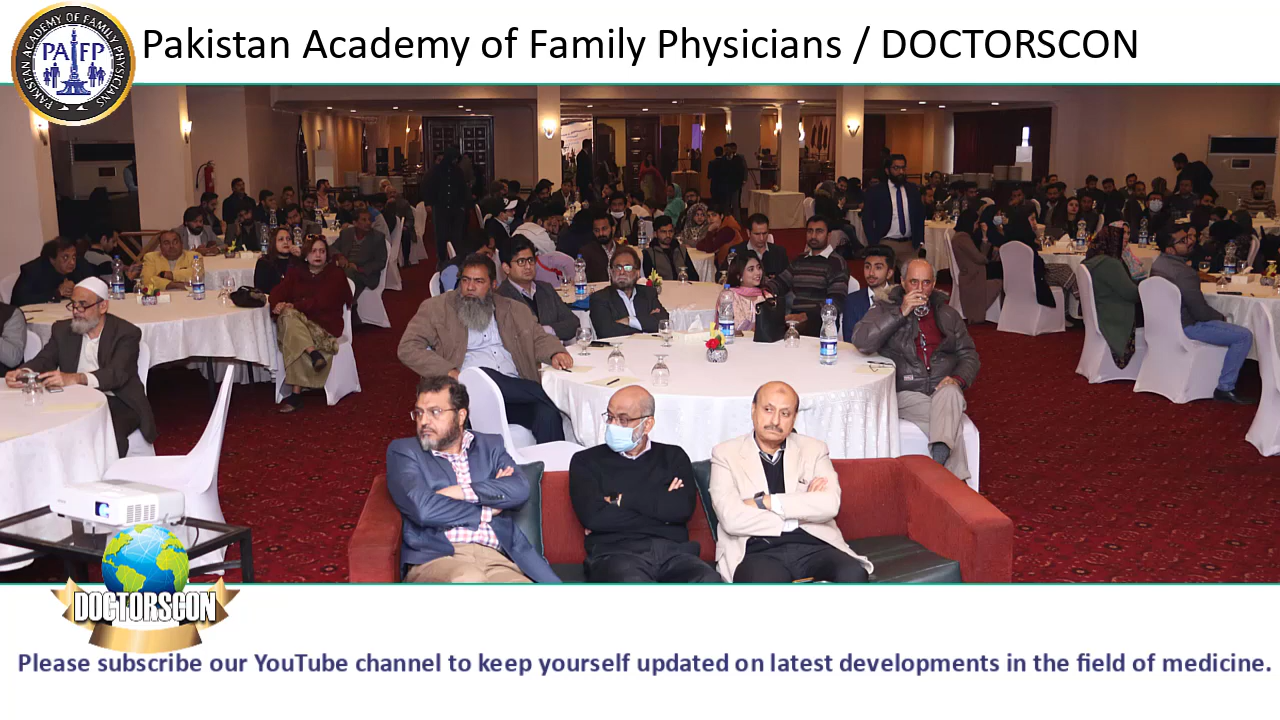 Pakistan Academy of Family Physicians / DOCTORSCON
PAKISTAN ACADEMY OF FAMILY PHYSICIANS
PAFP
DOCTORSCON
Please subscribe our YouTube channel to keep yourself updated on latest developments in the field of medicine.